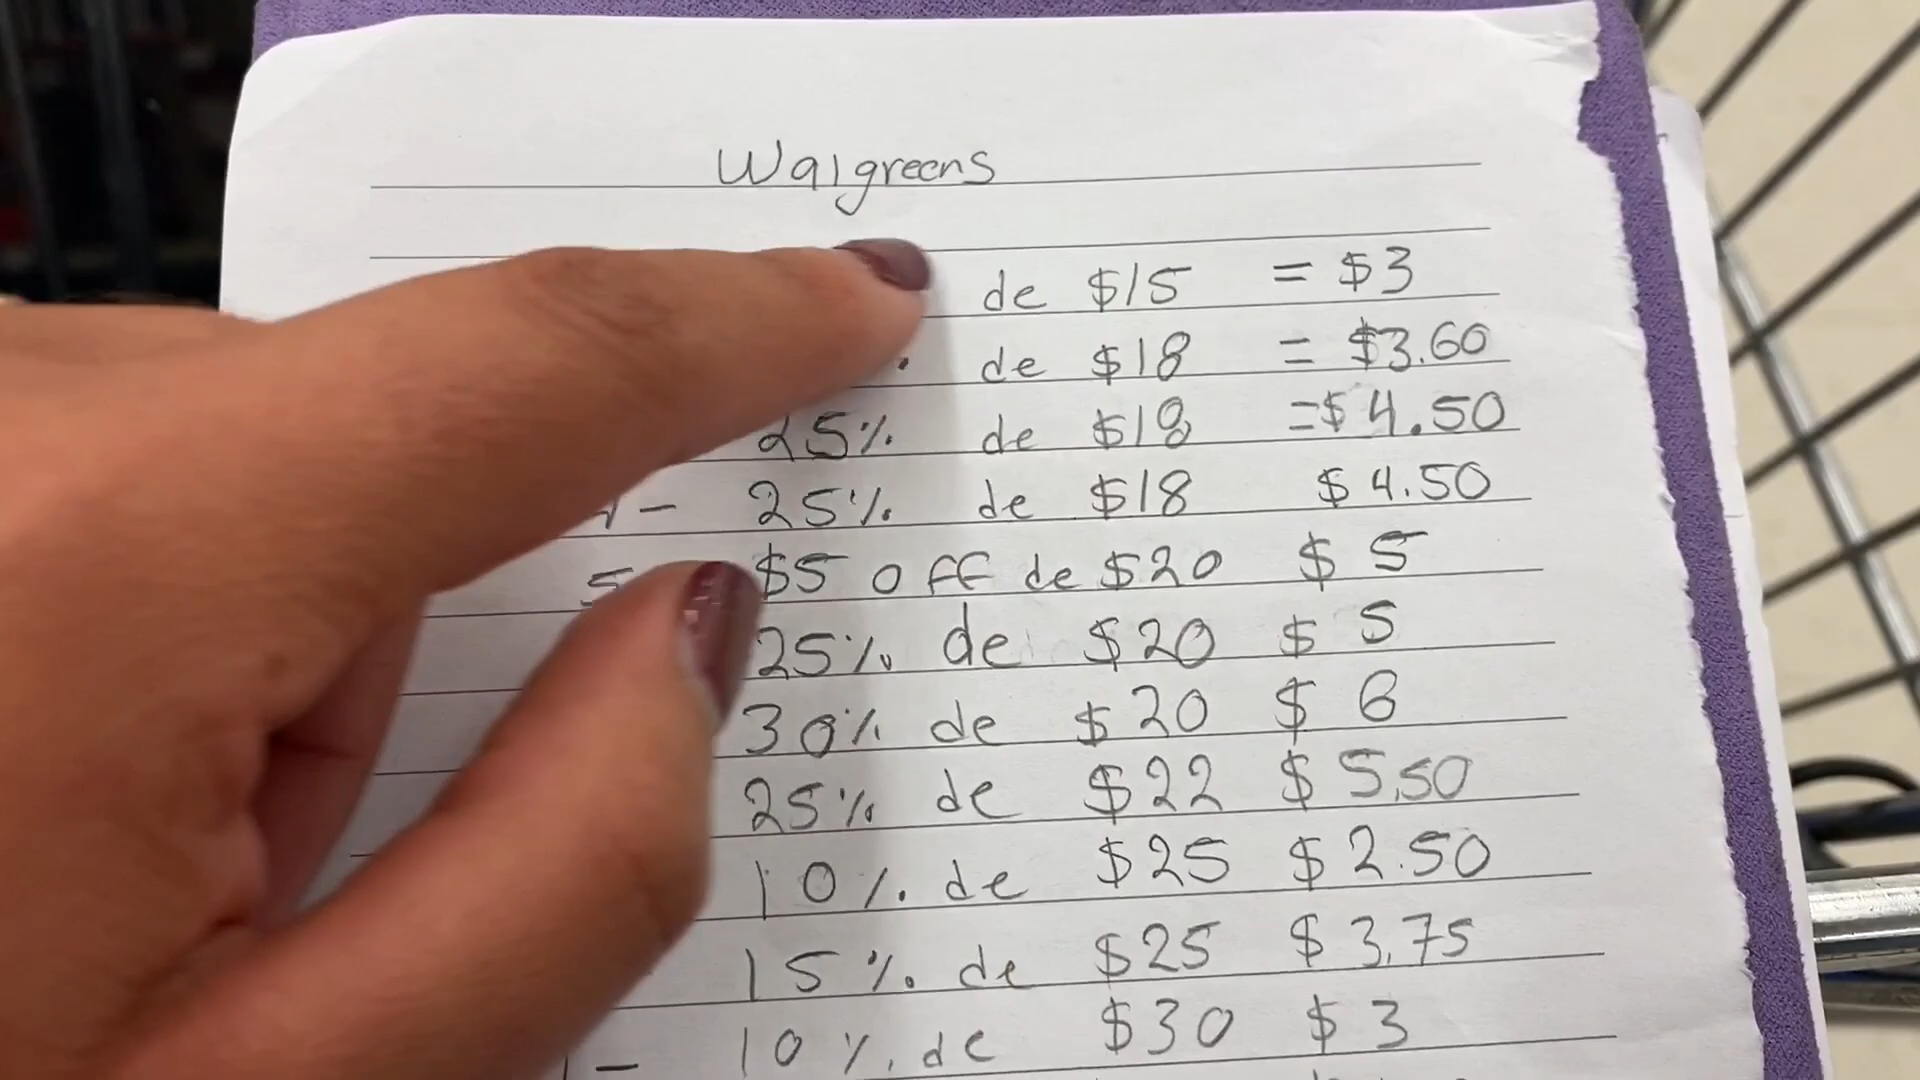 Walgreens
de $15 = $3
de $18 = $3.60
25% de $18 =$4.50
4- 25% de $18 $4.50
5 $5 off de $20 $ 5
25% de $20 $ 5
30% de $20 $ 6
25% de $22 $5,50
10%. de $25 $2.50
15%. de $25 $3,75
- 10%. de $30 $3